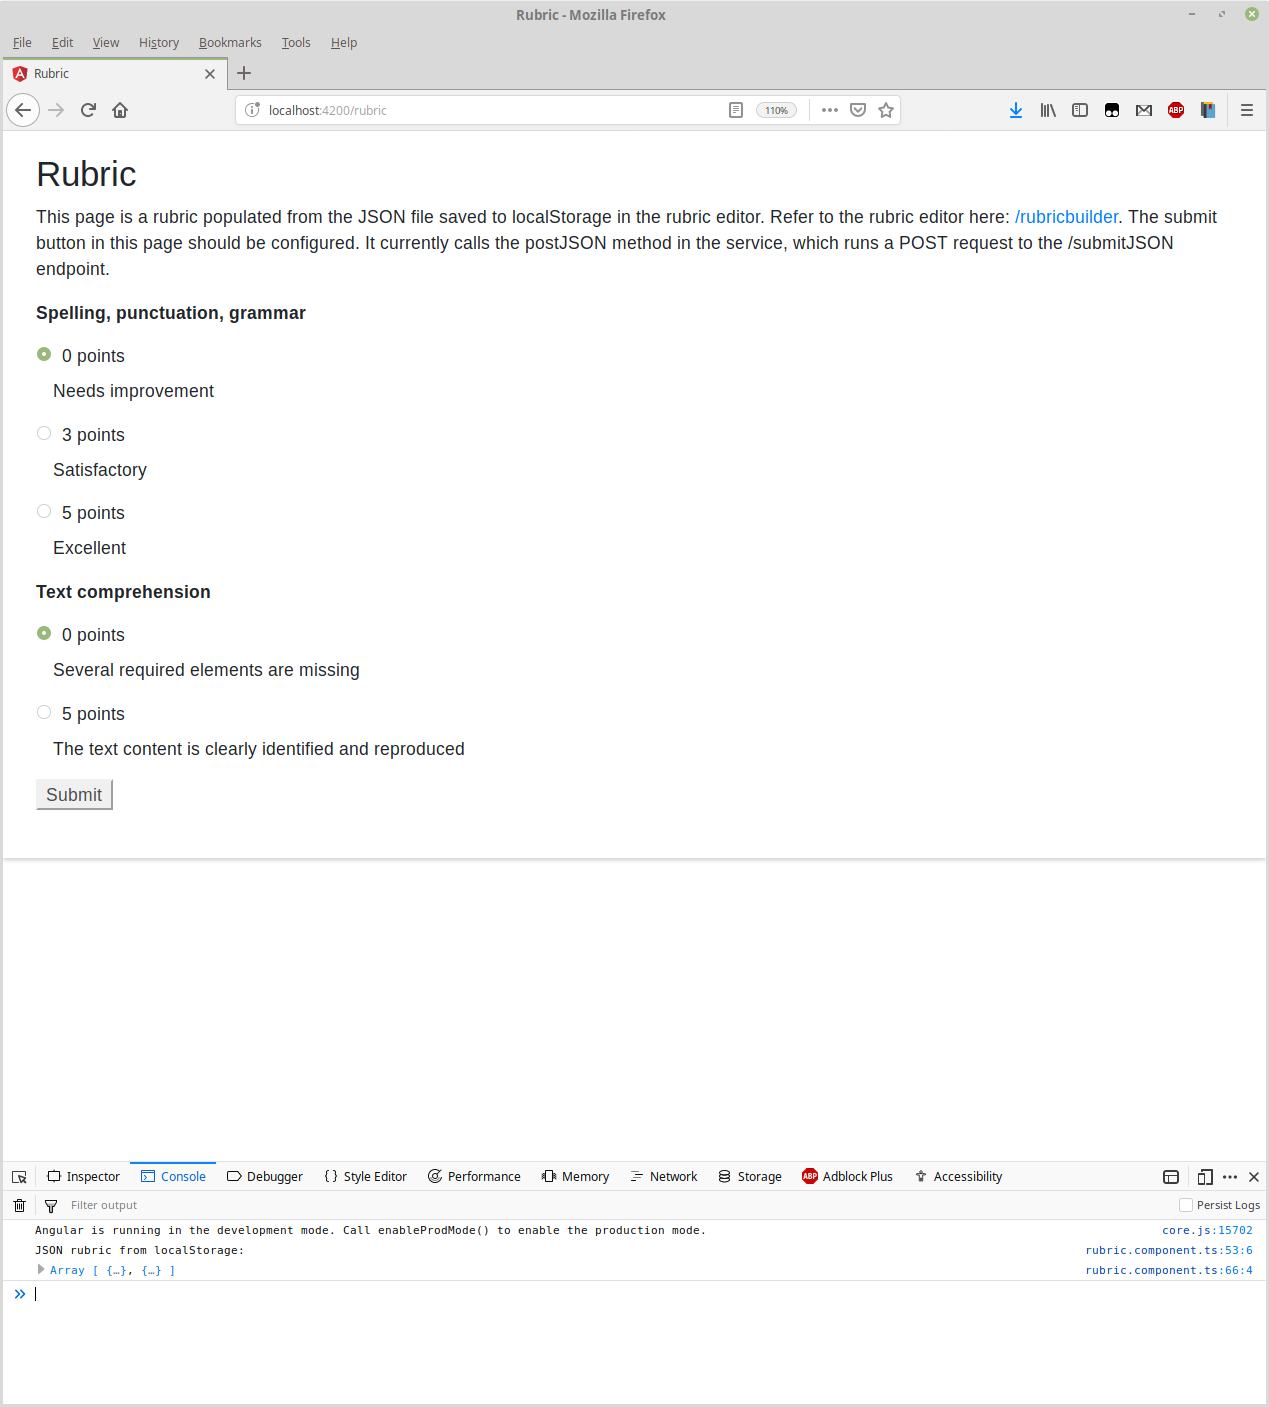 Rubric - Mozilla Firefox
File Edit View History Bookmarks Tools Help
Rubric
localhost:4200/rubric 110% ABP
Rubric
This page is a rubric populated from the JSON file saved to localStorage in the rubric editor. Refer to the rubric editor here: /rubricbuilder. The submit
button in this page should be configured. It currently calls the postJSON method in the service, which runs a POST request to the /submitJSON
endpoint.
Spelling, punctuation, grammar
0 points
Needs improvement
3 points
Satisfactory
5 points
Excellent
Text comprehension
0 points
Several required elements are missing
5 points
The text content is clearly identified and reproduced
Submit
Inspector Console Debugger {} Style Editor Performance Memory Network Storage ABP Adblock Plus Accessibility
Filter output Persist Logs
Angular is running in the development mode. Call enableProdMode() to enable the production mode. core.js:15702
JSON rubric from localStorage: rubric.component.ts:53:6
Array [ {…}, {…} ] rubric.component.ts:66:4
»